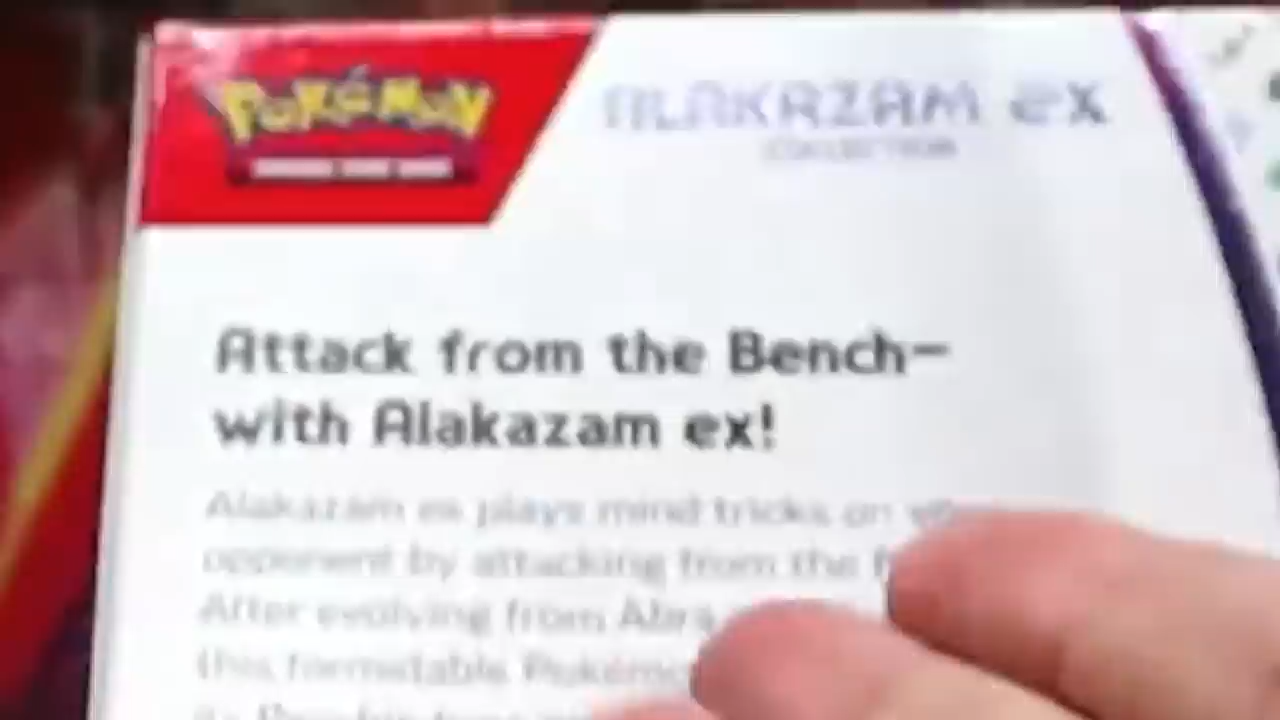 POKéMON
ALAKAZAM ex
COLLECTION
Attack from the Bench—
with Alakazam ex!
Alakazam ex plays mind tricks on
opponent by attacking from the
After evolving from Abra
this formidable